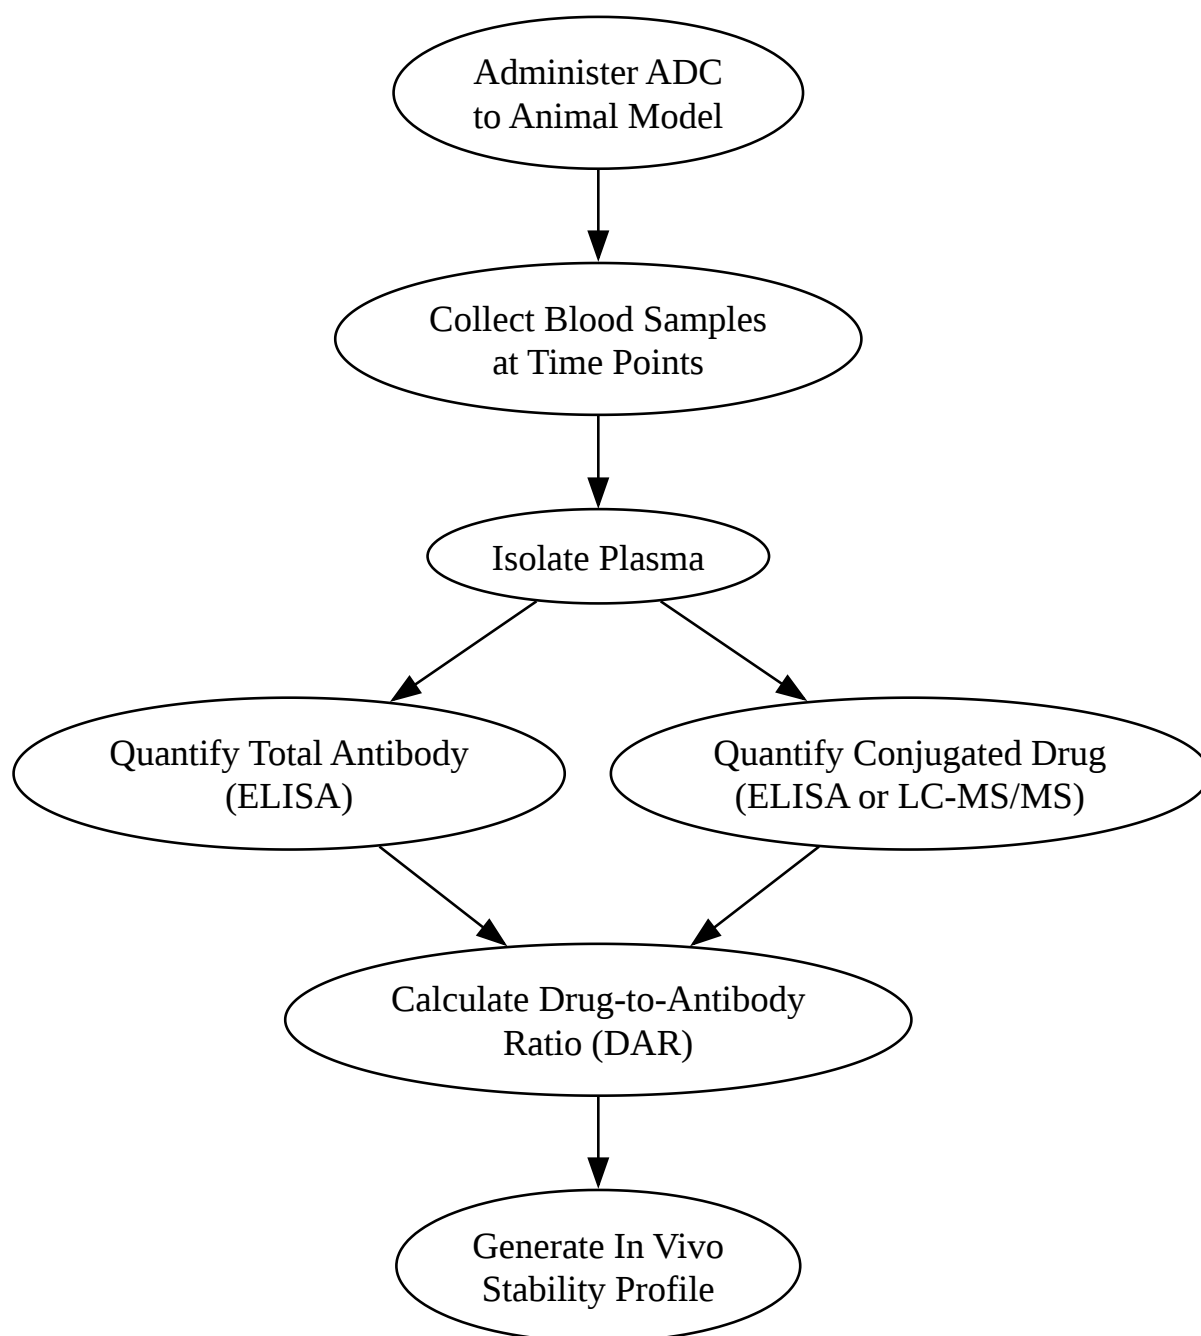 Administer ADC
to Animal Model
Collect Blood Samples
at Time Points
Isolate Plasma
Quantify Total Antibody
(ELISA)
Quantify Conjugated Drug
(ELISA or LC-MS/MS)
Calculate Drug-to-Antibody
Ratio (DAR)
Generate In Vivo
Stability Profile